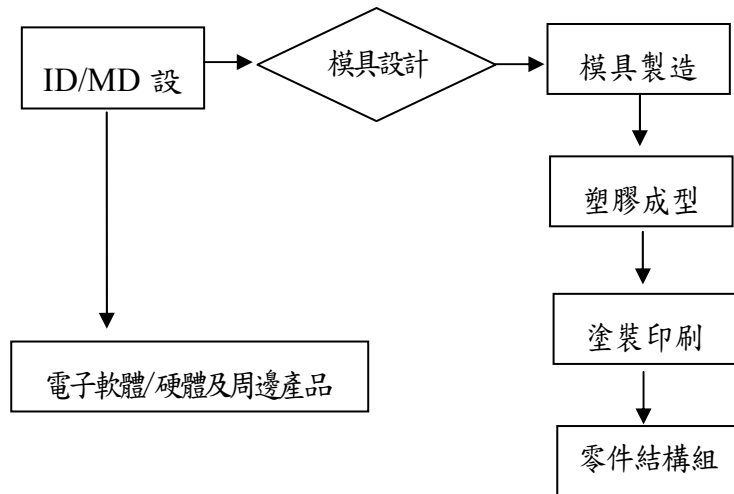 ID/MD 設
模具設計
模具製造
塑膠成型
塗裝印刷
電子軟體/硬體及周邊產品
零件結構組